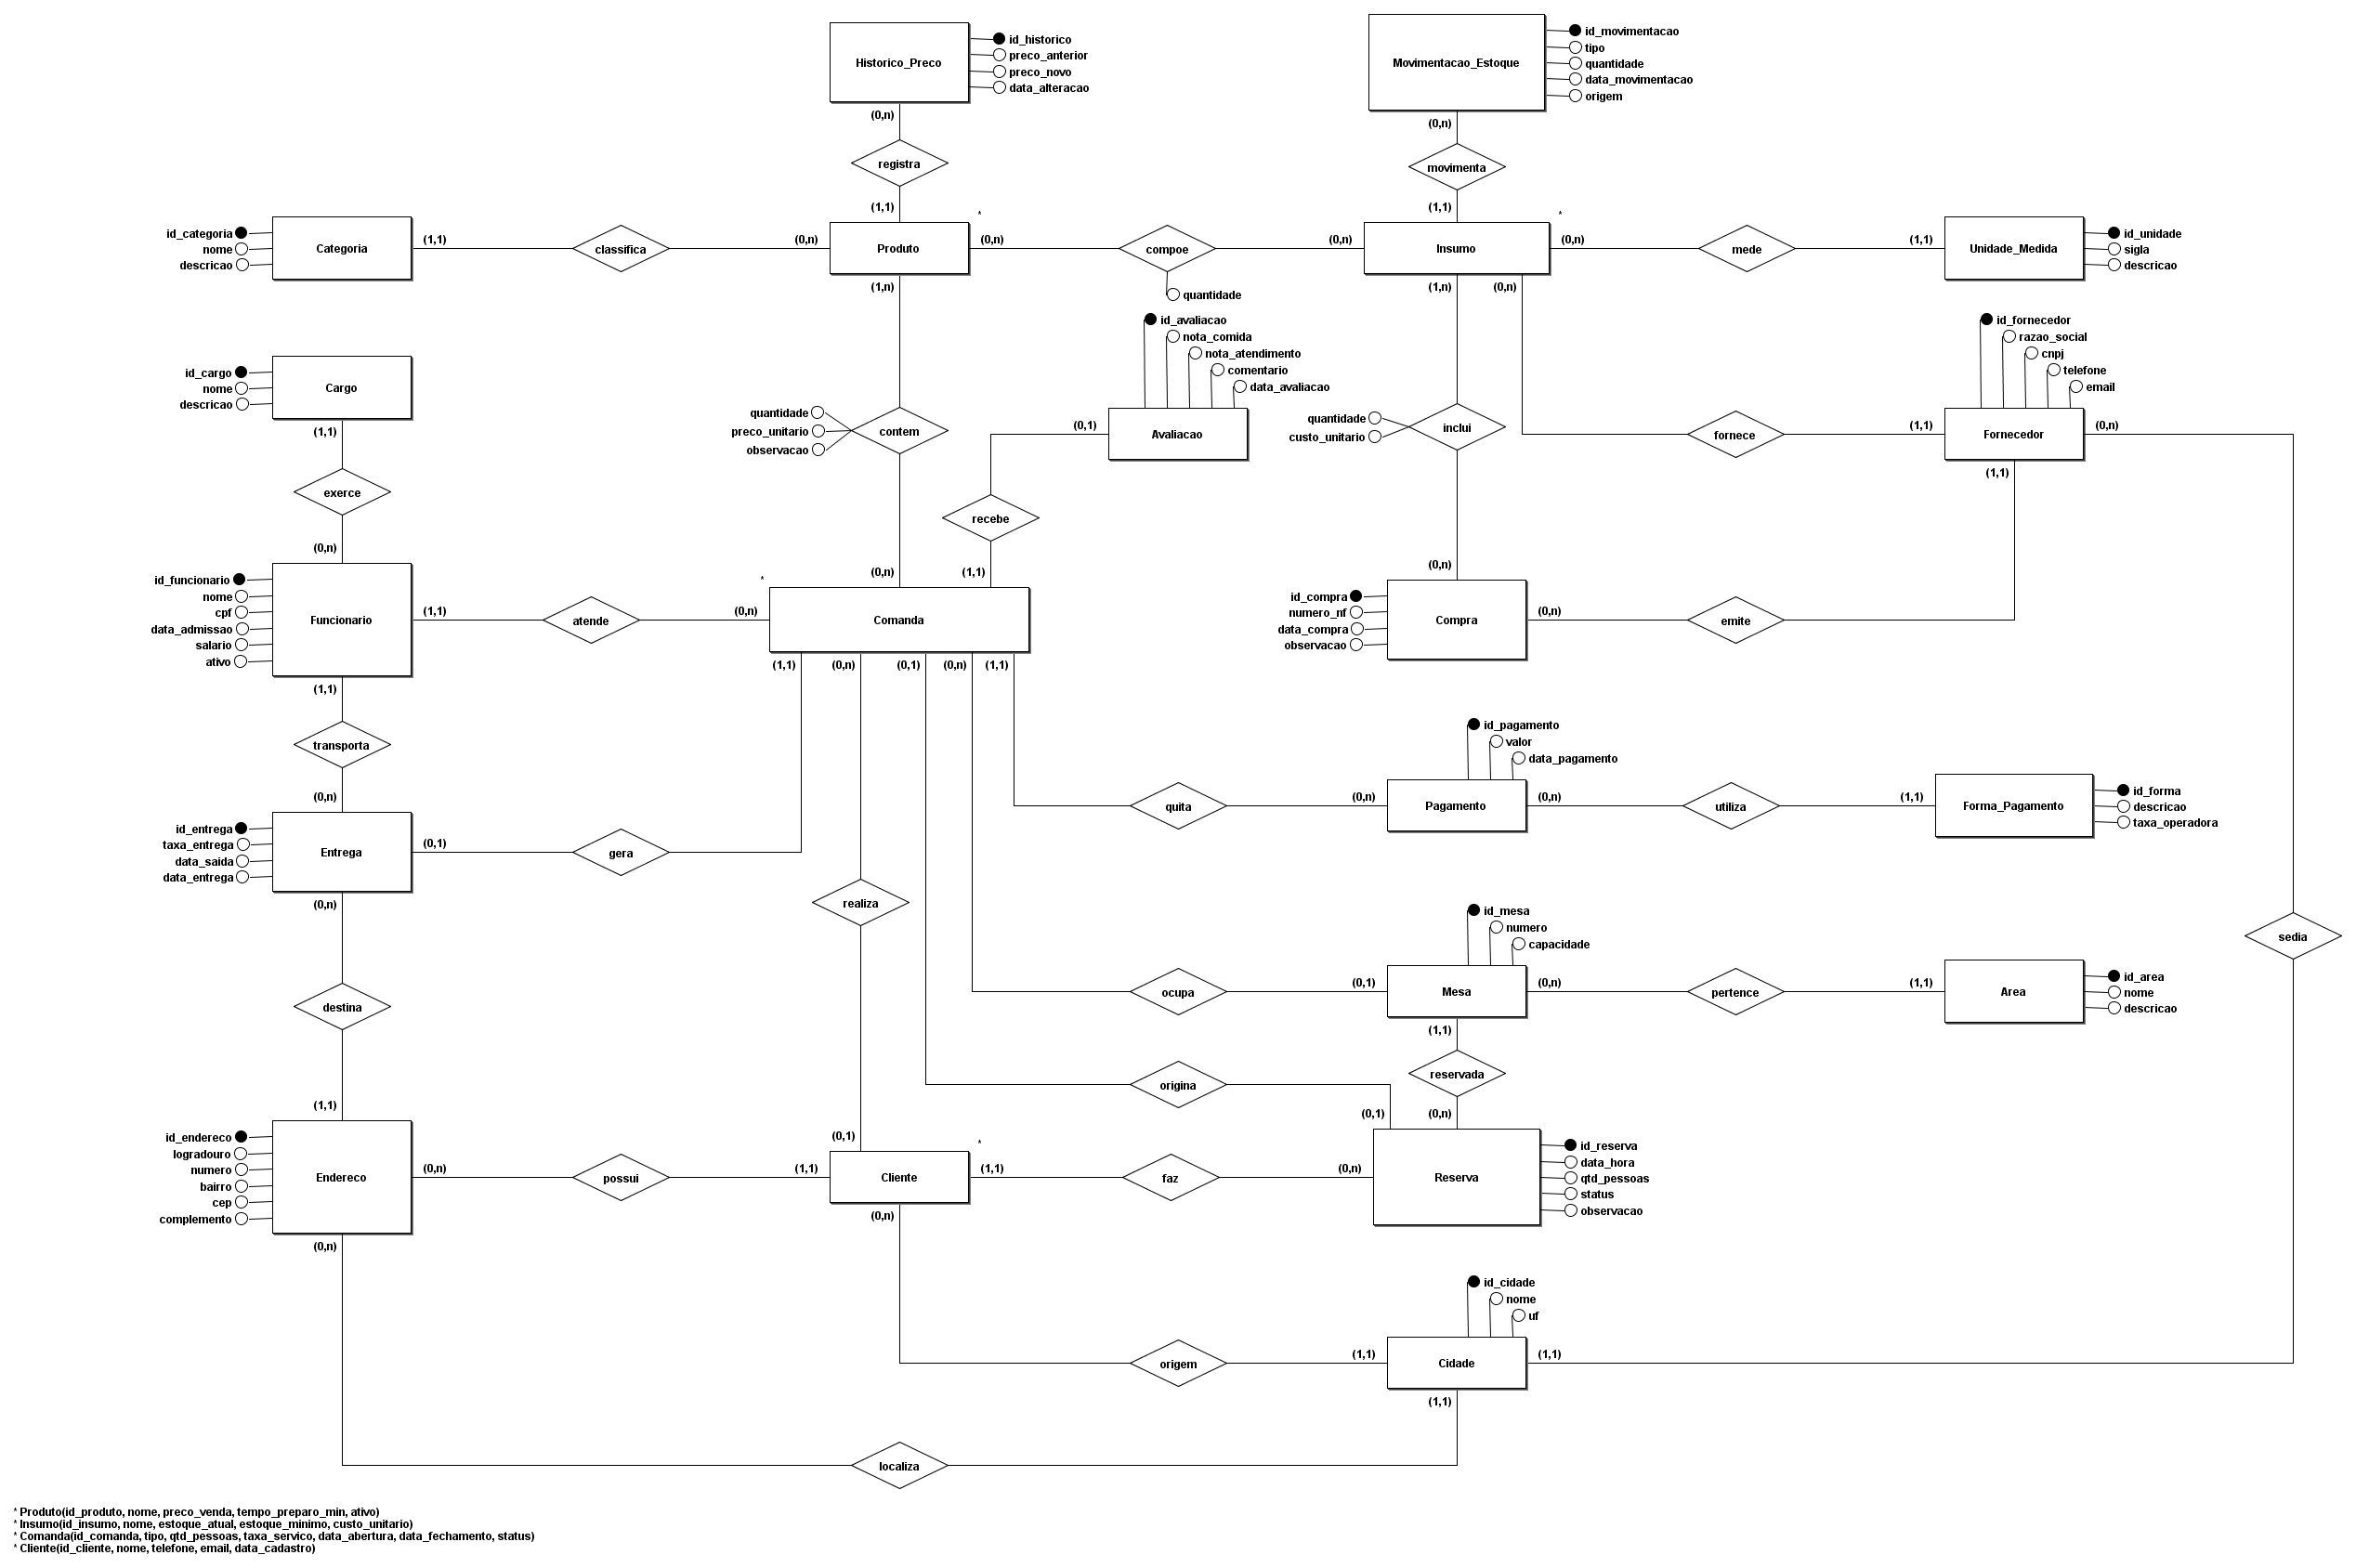 Historico_Preco
id_historico
preco_anterior
preco_novo
data_alteracao
(0,n)
registra
(1,1)
Movimentacao_Estoque
id_movimentacao
tipo
quantidade
data_movimentacao
origem
(0,n)
movimenta
(1,1)
id_categoria
nome
descricao
Categoria
(1,1)
classifica
(0,n)
Produto
*
(0,n)
compoe
quantidade
(0,n)
Insumo
*
(0,n)
mede
(1,1)
Unidade_Medida
id_unidade
sigla
descricao
(1,n)
(1,n)
(0,n)
id_cargo
nome
descricao
Cargo
(1,1)
exerce
(0,n)
quantidade
preco_unitario
observacao
contem
(0,n)
id_avaliacao
nota_comida
nota_atendimento
comentario
data_avaliacao
Avaliacao
(0,1)
recebe
(1,1)
quantidade
custo_unitario
inclui
(0,n)
fornece
(1,1)
id_fornecedor
razao_social
cnpj
telefone
email
Fornecedor
(0,n)
(1,1)
id_funcionario
nome
cpf
data_admissao
salario
ativo
Funcionario
(1,1)
atende
(0,n)
*
Comanda
id_compra
numero_nf
data_compra
observacao
Compra
(0,n)
emite
(1,1)
transporta
(0,n)
(1,1)
(0,n)
(0,1)
(0,n)
(1,1)
id_entrega
taxa_entrega
data_saida
data_entrega
Entrega
(0,1)
gera
(0,n)
destina
(1,1)
realiza
(0,1)
quita
(0,n)
id_pagamento
valor
data_pagamento
Pagamento
(0,n)
utiliza
(1,1)
Forma_Pagamento
id_forma
descricao
taxa_operadora
ocupa
(0,1)
id_mesa
numero
capacidade
Mesa
(0,n)
pertence
(1,1)
Area
id_area
nome
descricao
sedia
(1,1)
reservada
(0,n)
origina
(0,1)
id_endereco
logradouro
numero
bairro
cep
complemento
Endereco
(0,n)
possui
(1,1)
Cliente
*
(1,1)
faz
(0,n)
Reserva
id_reserva
data_hora
qtd_pessoas
status
observacao
(0,n)
(0,n)
origem
(1,1)
id_cidade
nome
uf
Cidade
(1,1)
(1,1)
localiza
* Produto(id_produto, nome, preco_venda, tempo_preparo_min, ativo)
* Insumo(id_insumo, nome, estoque_atual, estoque_minimo, custo_unitario)
* Comanda(id_comanda, tipo, qtd_pessoas, taxa_servico, data_abertura, data_fechamento, status)
* Cliente(id_cliente, nome, telefone, email, data_cadastro)